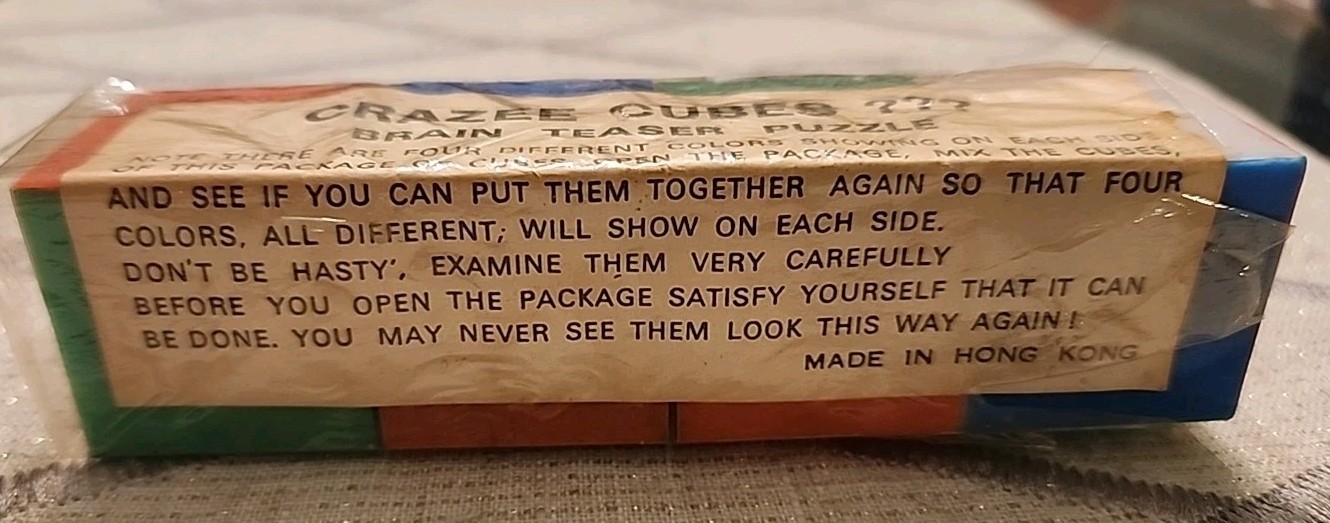 CRAZEE CUBES ???
BRAIN TEASER PUZZLE
NOTE THERE ARE FOUR DIFFERENT COLORS SHOWING ON EACH SIDE
OF THIS PACKAGE OF CUBES. OPEN THE PACKAGE, MIX THE CUBES,
AND SEE IF YOU CAN PUT THEM TOGETHER AGAIN SO THAT FOUR
COLORS, ALL DIFFERENT; WILL SHOW ON EACH SIDE.
DON'T BE HASTY', EXAMINE THEM VERY CAREFULLY
BEFORE YOU OPEN THE PACKAGE SATISFY YOURSELF THAT IT CAN
BE DONE. YOU MAY NEVER SEE THEM LOOK THIS WAY AGAIN!
MADE IN HONG KONG